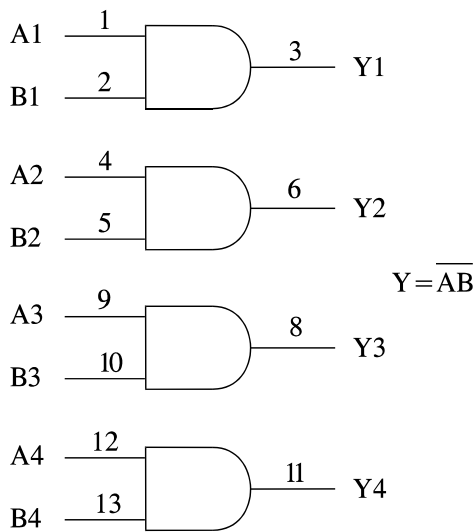 A1 1 3 Y1
B1 2
A2 4 6 Y2
B2 5
Y = \overline{AB}
A3 9 8 Y3
B3 10
A4 12 11 Y4
B4 13